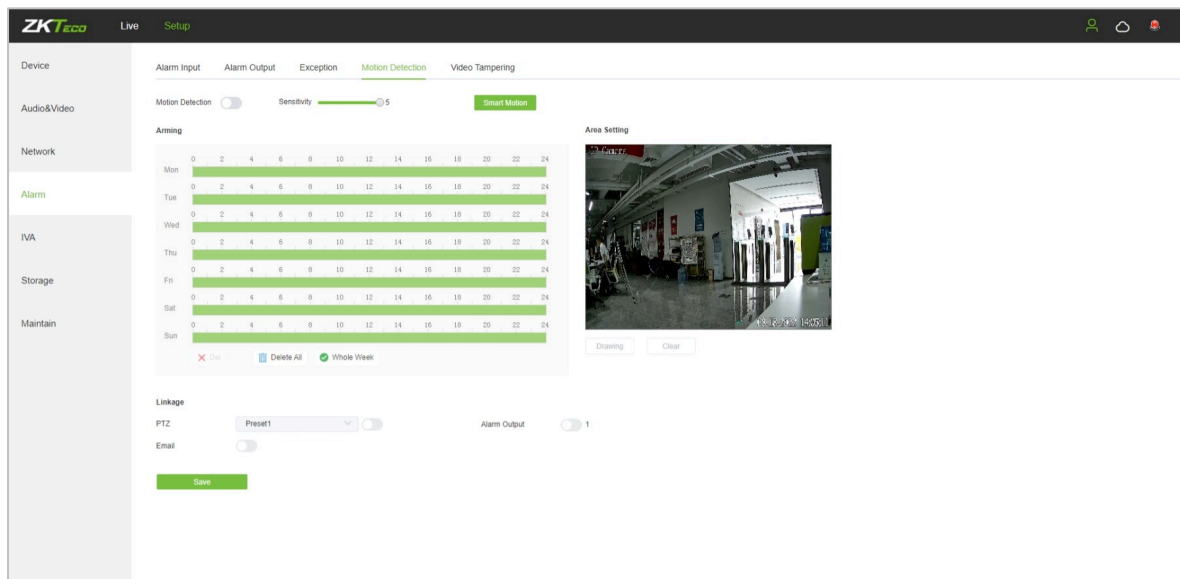 ZKTeco Live Setup
Device
Audio&Video
Network
Alarm
IVA
Storage
Maintain
Alarm Input Alarm Output Exception Motion Detection Video Tampering
Motion Detection Sensitivity 5 Smart Motion
Arming
0 2 4 6 8 10 12 14 16 18 20 22 24
Mon
0 2 4 6 8 10 12 14 16 18 20 22 24
Tue
0 2 4 6 8 10 12 14 16 18 20 22 24
Wed
0 2 4 6 8 10 12 14 16 18 20 22 24
Thu
0 2 4 6 8 10 12 14 16 18 20 22 24
Fri
0 2 4 6 8 10 12 14 16 18 20 22 24
Sat
0 2 4 6 8 10 12 14 16 18 20 22 24
Sun
Del Delete All Whole Week
Area Setting
IP Camera
Drawing Clear
Linkage
PTZ Preset1 Alarm Output 1
Email
Save